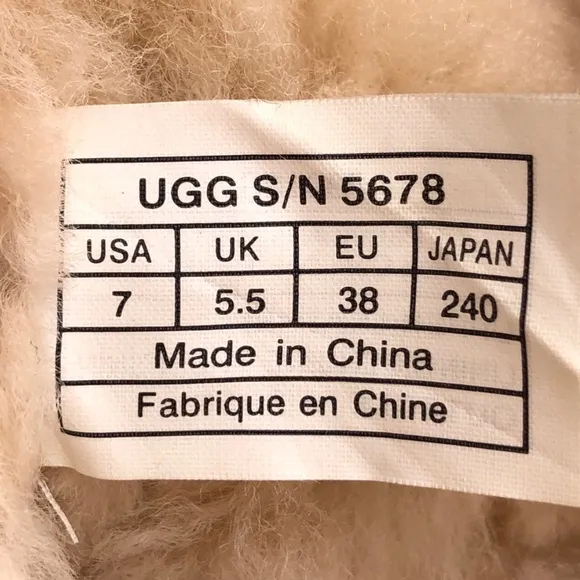 UGG S/N 5678
USA UK EU JAPAN
7 5.5 38 240
Made in China
Fabrique en Chine